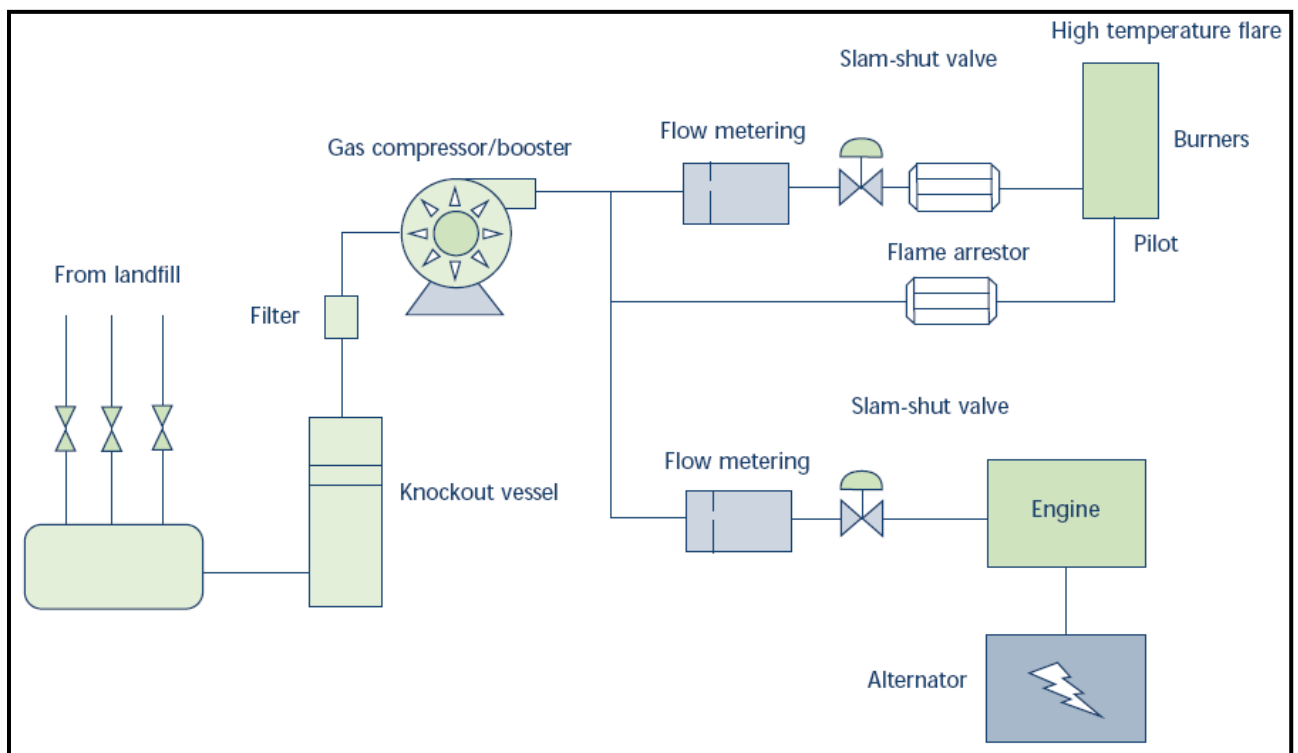 High temperature flare
Slam-shut valve
Flow metering
Gas compressor/booster
Burners
Pilot
Flame arrestor
From landfill
Filter
Slam-shut valve
Flow metering
Knockout vessel
Engine
Alternator